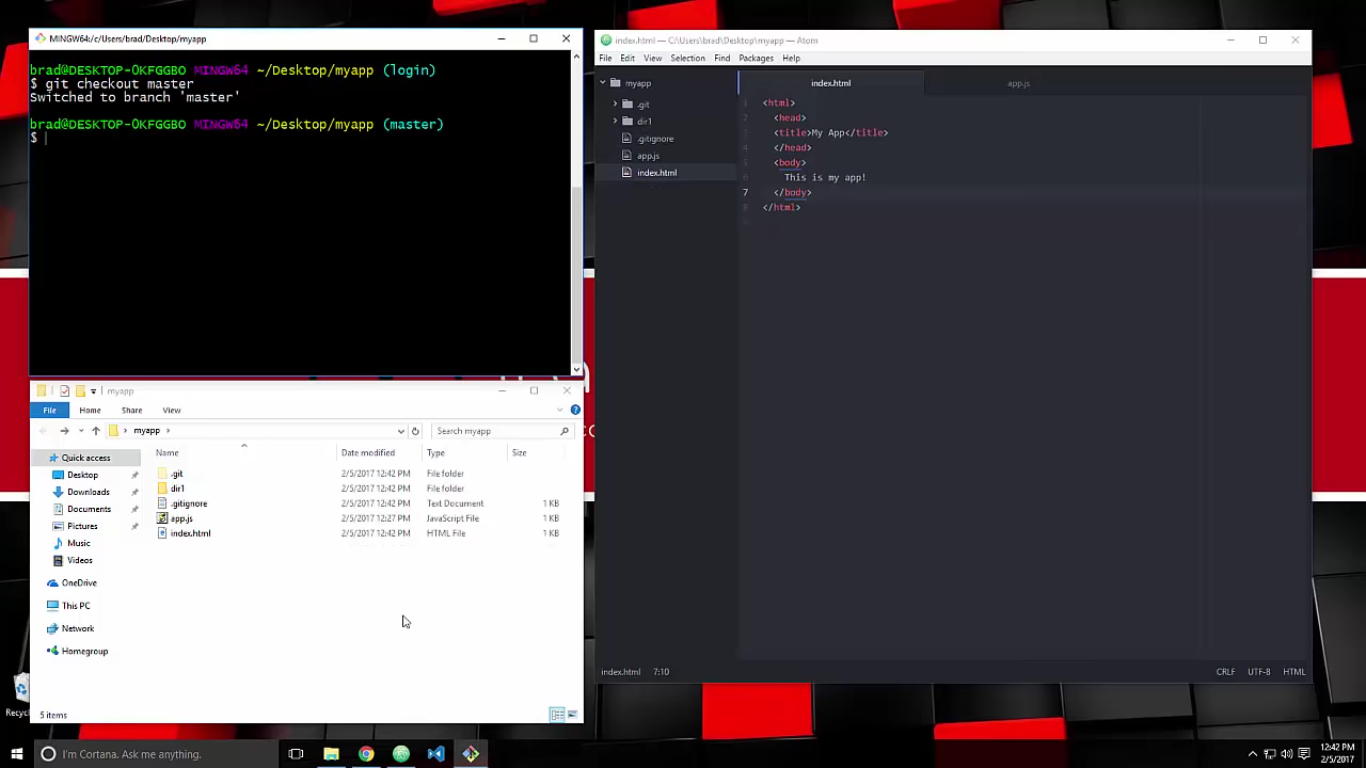 MINGW64:/c/Users/brad/Desktop/myapp
brad@DESKTOP-0KFGGBO MINGW64 ~/Desktop/myapp (login)
$ git checkout master
Switched to branch 'master'
brad@DESKTOP-0KFGGBO MINGW64 ~/Desktop/myapp (master)
$
index.html — C:\Users\brad\Desktop\myapp — Atom
File Edit View Selection Find Packages Help
myapp
.git
dir1
.gitignore
app.js
index.html
index.html app.js
1 <html>
2 <head>
3 <title>My App</title>
4 </head>
5 <body>
6 This is my app!
7 </body>
8 </html>
index.html 7:10 CRLF UTF-8 HTML
myapp
File Home Share View
myapp Search myapp
Name Date modified Type Size
.git 2/5/2017 12:42 PM File folder
dir1 2/5/2017 12:42 PM File folder
.gitignore 2/5/2017 12:42 PM Text Document 1 KB
app.js 2/5/2017 12:27 PM JavaScript File 1 KB
index.html 2/5/2017 12:42 PM HTML File 1 KB
Quick access
Desktop
Downloads
Documents
Pictures
Music
Videos
OneDrive
This PC
Network
Homegroup
5 items
Recyc
I'm Cortana. Ask me anything.
12:42 PM
2/5/2017